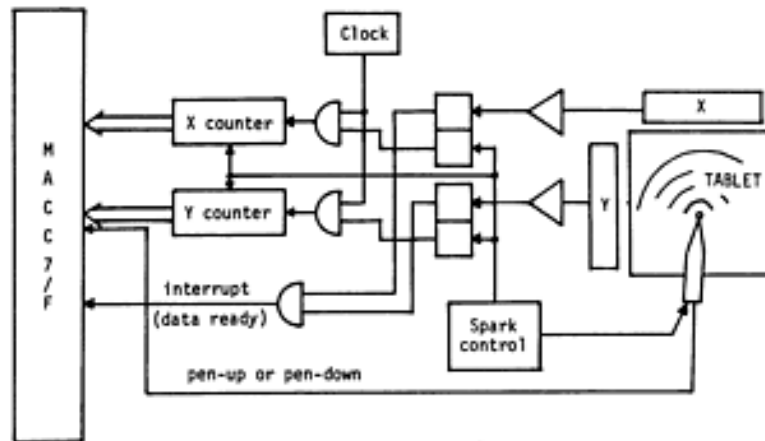 Clock
X
X counter
M
A
C
C
7
/
F
TABLET
Y
Y counter
interrupt
(data ready)
Spark
control
pen-up or pen-down